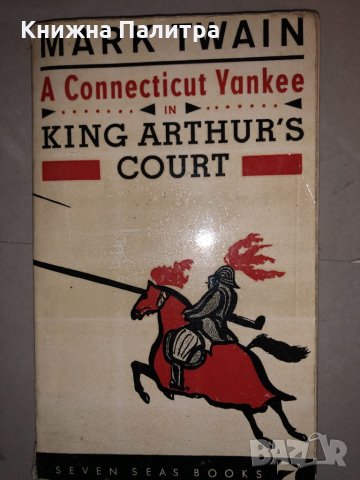 Книжна Палитра
MARK TWAIN
A Connecticut Yankee
IN
KING ARTHUR'S
COURT
SEVEN SEAS BOOKS
BAZAR